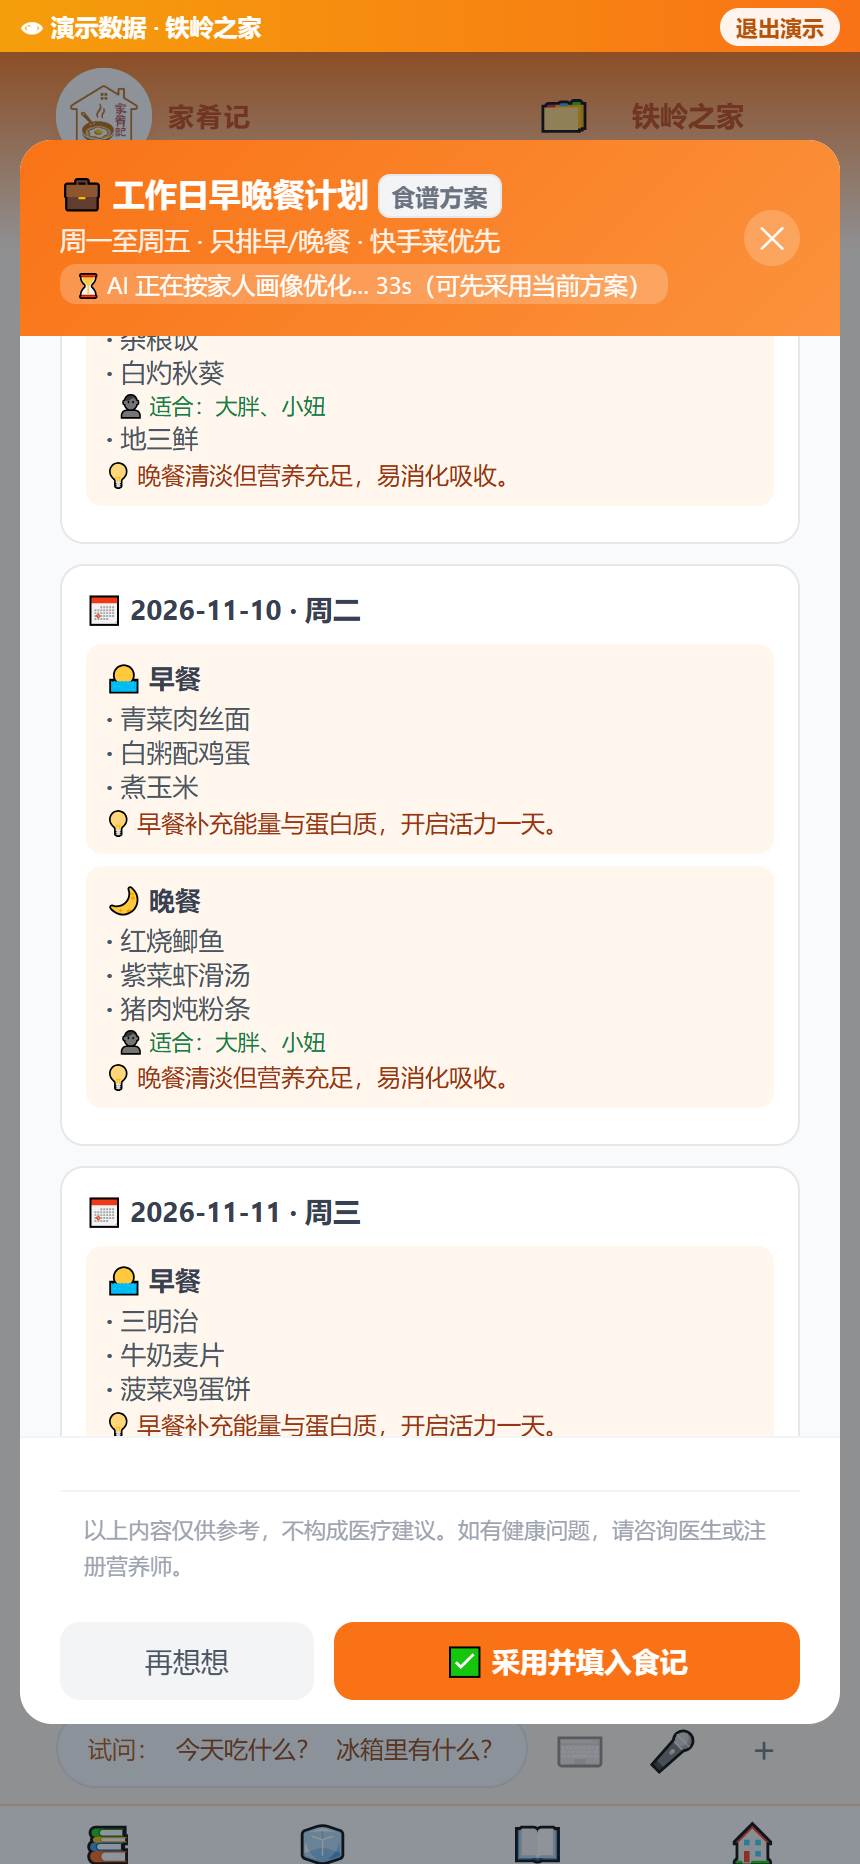 演示数据 · 铁岭之家
退出演示
家肴記
家肴记
铁岭之家
工作日早晚餐计划
食谱方案
周一至周五 · 只排早/晚餐 · 快手菜优先
AI 正在按家人画像优化... 33s（可先采用当前方案）
· 杂粮饭
· 白灼秋葵
适合：大胖、小妞
· 地三鲜
晚餐清淡但营养充足，易消化吸收。
2026-11-10 · 周二
早餐
· 青菜肉丝面
· 白粥配鸡蛋
· 煮玉米
早餐补充能量与蛋白质，开启活力一天。
晚餐
· 红烧鲫鱼
· 紫菜虾滑汤
· 猪肉炖粉条
适合：大胖、小妞
晚餐清淡但营养充足，易消化吸收。
2026-11-11 · 周三
早餐
· 三明治
· 牛奶麦片
· 菠菜鸡蛋饼
早餐补充能量与蛋白质，开启活力一天。
以上内容仅供参考，不构成医疗建议。如有健康问题，请咨询医生或注
册营养师。
再想想
采用并填入食记
试问： 今天吃什么？ 冰箱里有什么？
+